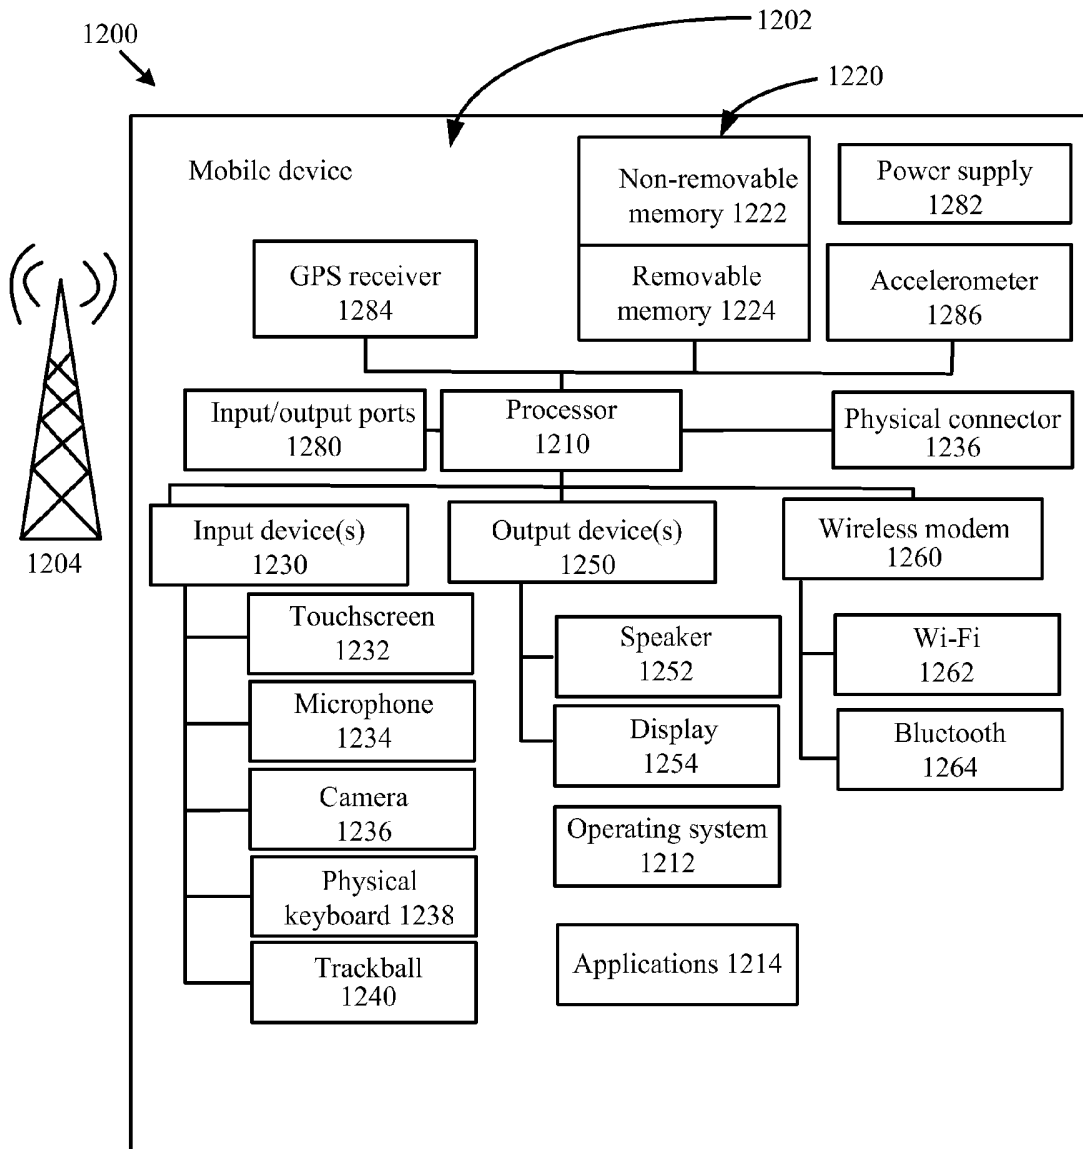 1200
1202
1220
Mobile device
Non-removable
memory 1222
Power supply
1282
GPS receiver
1284
Removable
memory 1224
Accelerometer
1286
Input/output ports
1280
Processor
1210
Physical connector
1236
1204
Input device(s)
1230
Output device(s)
1250
Wireless modem
1260
Touchscreen
1232
Microphone
1234
Camera
1236
Physical
keyboard 1238
Trackball
1240
Speaker
1252
Display
1254
Operating system
1212
Applications 1214
Wi-Fi
1262
Bluetooth
1264